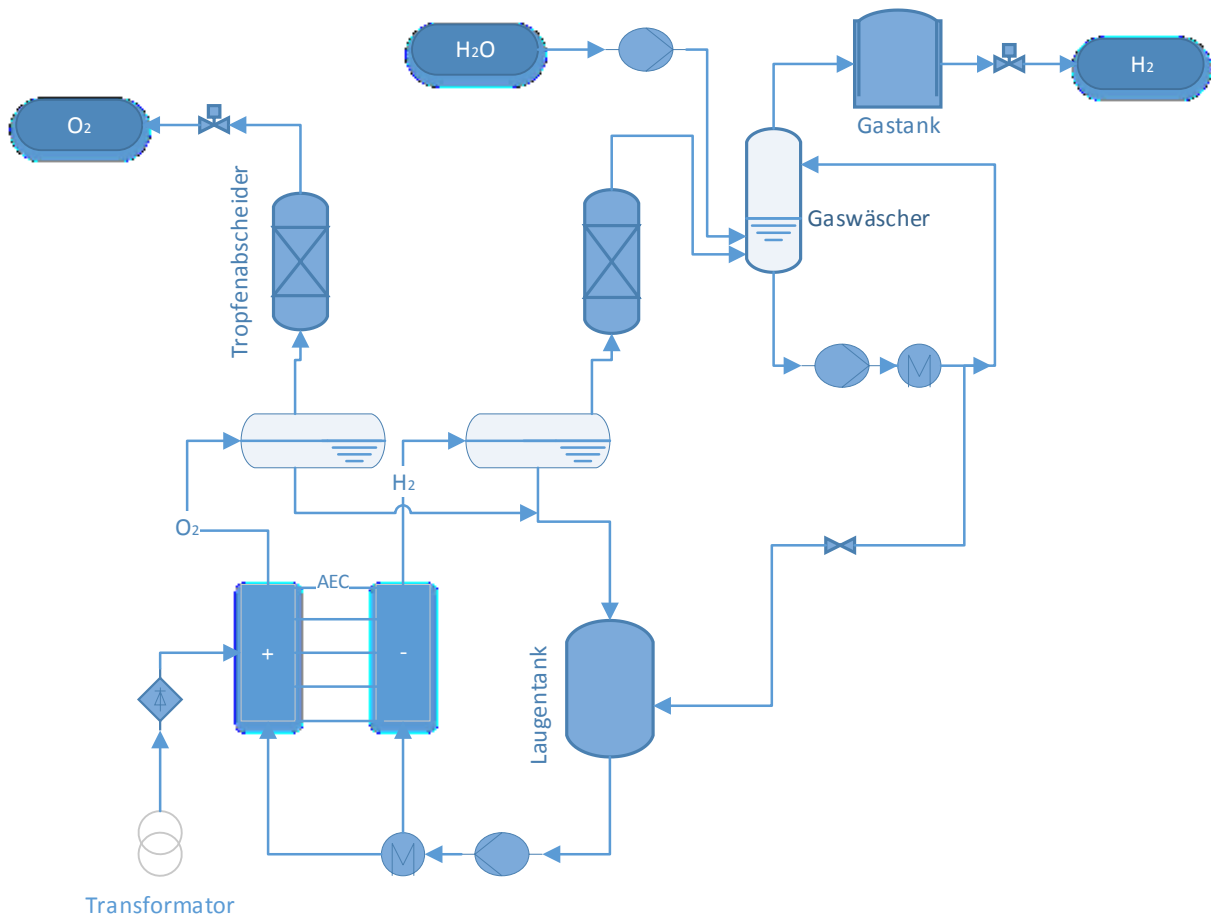 H₂O
H₂
Gastank
O₂
Tropfenabscheider
Gaswäscher
H₂
O₂
AEC
+
-
Laugentank
Transformator